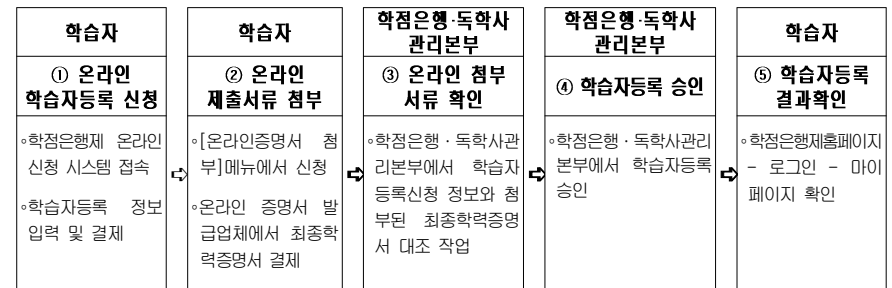 학습자
① 온라인
학습자등록 신청
◦학점은행제 온라인
신청 시스템 접속
◦학습자등록 정보
입력 및 결제
⇨
학습자
② 온라인
제출서류 첨부
◦[온라인증명서 첨
부]메뉴에서 신청
◦온라인 증명서 발
급업체에서 최종학
력증명서 결제
⇨
학점은행·독학사
관리본부
③ 온라인 첨부
서류 확인
◦학점은행 · 독학사관
리본부에서 학습자
등록신청 정보와 첨
부된 최종학력증명
서 대조 작업
⇨
학점은행·독학사
관리본부
④ 학습자등록 승인
◦학점은행 · 독학사관리
본부에서 학습자등록
승인
⇨
학습자
⑤ 학습자등록
결과확인
◦학점은행제홈페이지
- 로그인 - 마이
페이지 확인